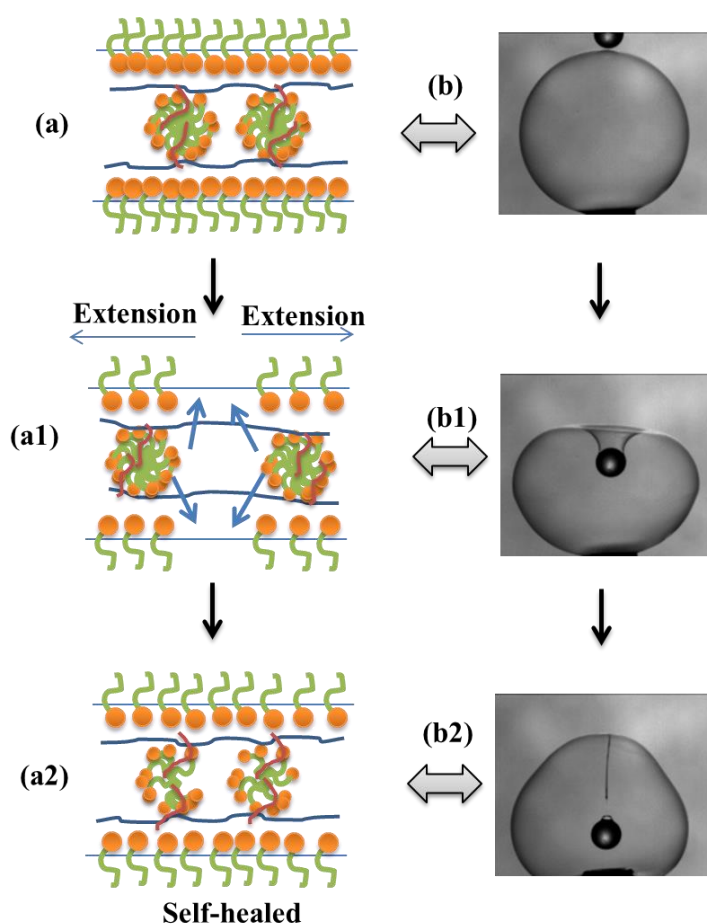 (a)
(b)
Extension Extension
(a1)
(b1)
(a2)
(b2)
Self-healed